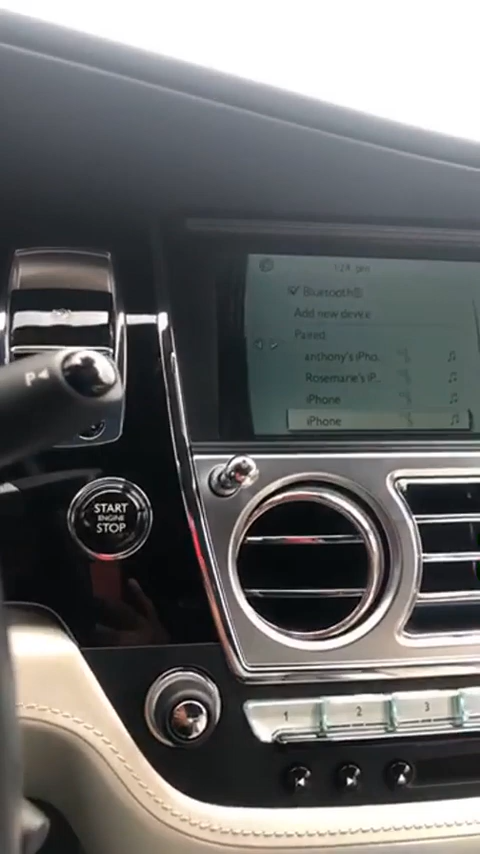 1:29 pm
Bluetooth®
Add new device
Paired
anthony's iPho..
Rosemarie's iP..
iPhone
iPhone
P
START
ENGINE
STOP
1 2 3